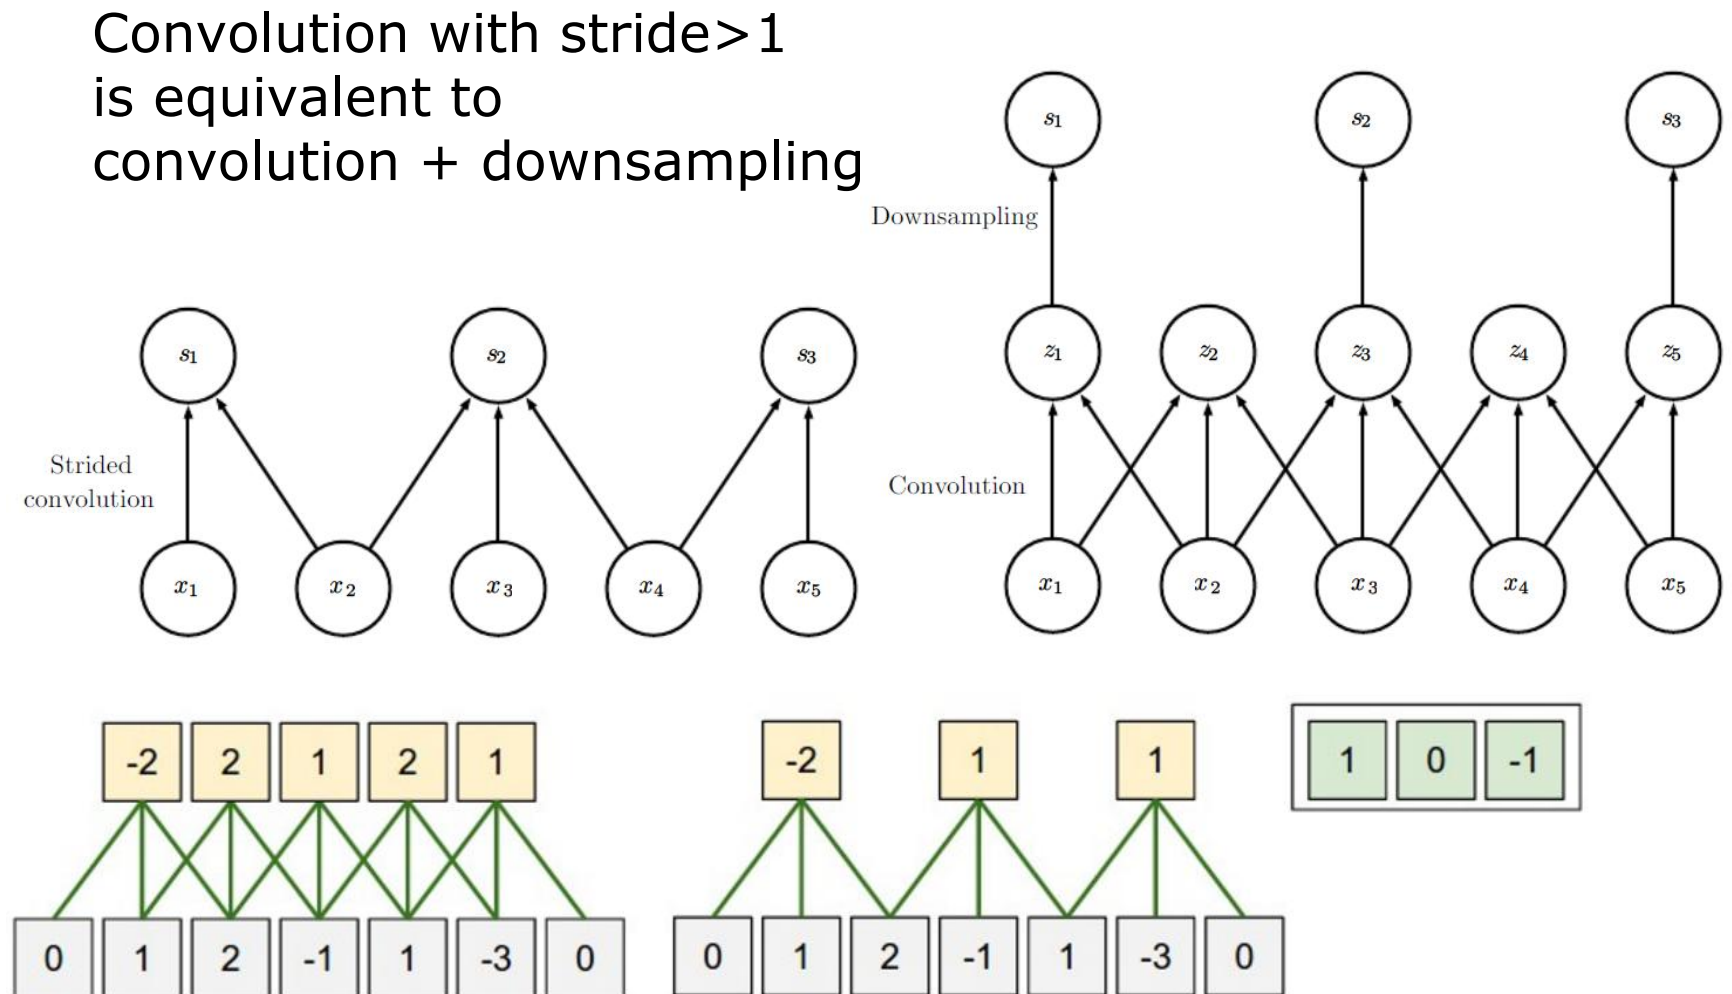 Convolution with stride>1
is equivalent to
convolution + downsampling
s1 s2 s3
Downsampling
z1 z2 z3 z4 z5
Convolution
x1 x2 x3 x4 x5
s1 s2 s3
Strided
convolution
x1 x2 x3 x4 x5
-2 2 1 2 1
0 1 2 -1 1 -3 0
-2 1 1
0 1 2 -1 1 -3 0
1 0 -1